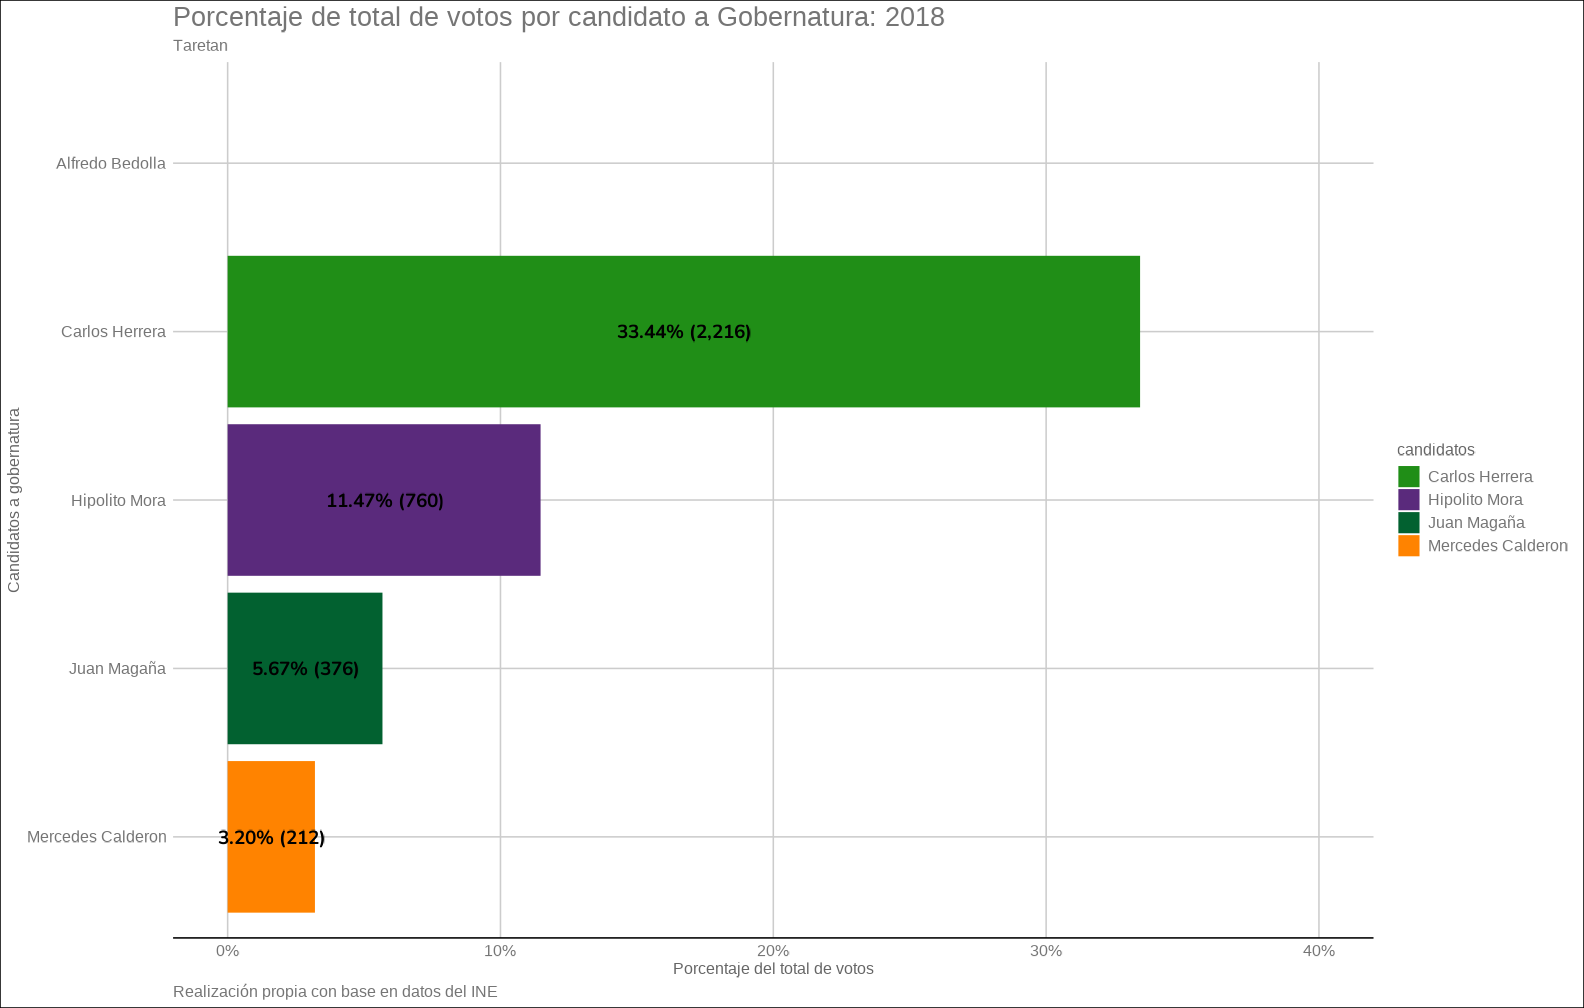 Porcentaje de total de votos por candidato a Gobernatura: 2018
Taretan
Candidatos a gobernatura
Alfredo Bedolla
Carlos Herrera
33.44% (2,216)
Hipolito Mora
11.47% (760)
Juan Magaña
5.67% (376)
Mercedes Calderon
3.20% (212)
0% 10% 20% 30% 40%
Porcentaje del total de votos
candidatos
Carlos Herrera
Hipolito Mora
Juan Magaña
Mercedes Calderon
Realización propia con base en datos del INE